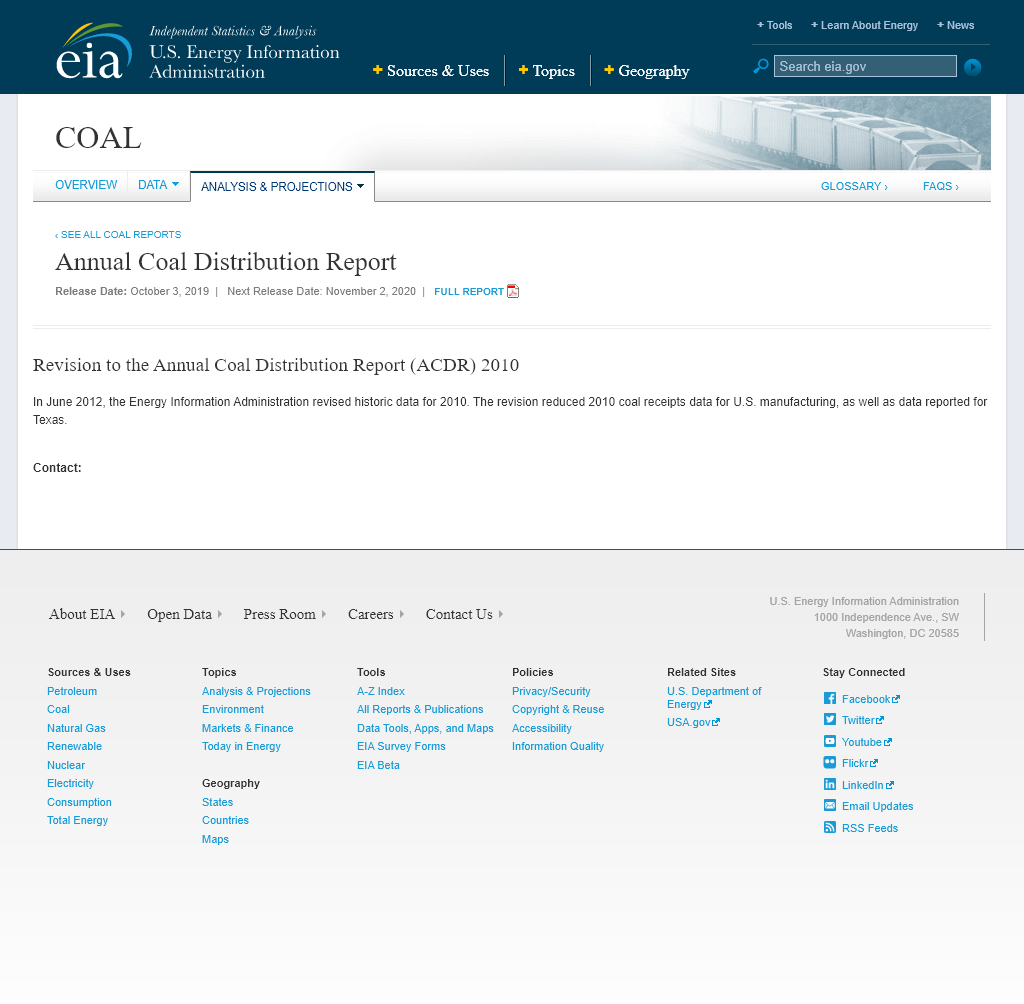 Tools
Learn About Energy
News
eia
Independent Statistics & Analysis
U.S. Energy Information
Administration
Sources & Uses
Topics
Geography
Search eia.gov
COAL
OVERVIEW
DATA
ANALYSIS & PROJECTIONS
GLOSSARY ›
FAQS ›
‹ SEE ALL COAL REPORTS
Annual Coal Distribution Report
Release Date: October 3, 2019 | Next Release Date: November 2, 2020 | FULL REPORT
Revision to the Annual Coal Distribution Report (ACDR) 2010
In June 2012, the Energy Information Administration revised historic data for 2010. The revision reduced 2010 coal receipts data for U.S. manufacturing, as well as data reported for
Texas.
Contact:
About EIA
Open Data
Press Room
Careers
Contact Us
U.S. Energy Information Administration
1000 Independence Ave., SW
Washington, DC 20585
Sources & Uses
Petroleum
Coal
Natural Gas
Renewable
Nuclear
Electricity
Consumption
Total Energy
Topics
Analysis & Projections
Environment
Markets & Finance
Today in Energy
Geography
States
Countries
Maps
Tools
A-Z Index
All Reports & Publications
Data Tools, Apps, and Maps
EIA Survey Forms
EIA Beta
Policies
Privacy/Security
Copyright & Reuse
Accessibility
Information Quality
Related Sites
U.S. Department of
Energy
USA.gov
Stay Connected
Facebook
Twitter
Youtube
Flickr
LinkedIn
Email Updates
RSS Feeds